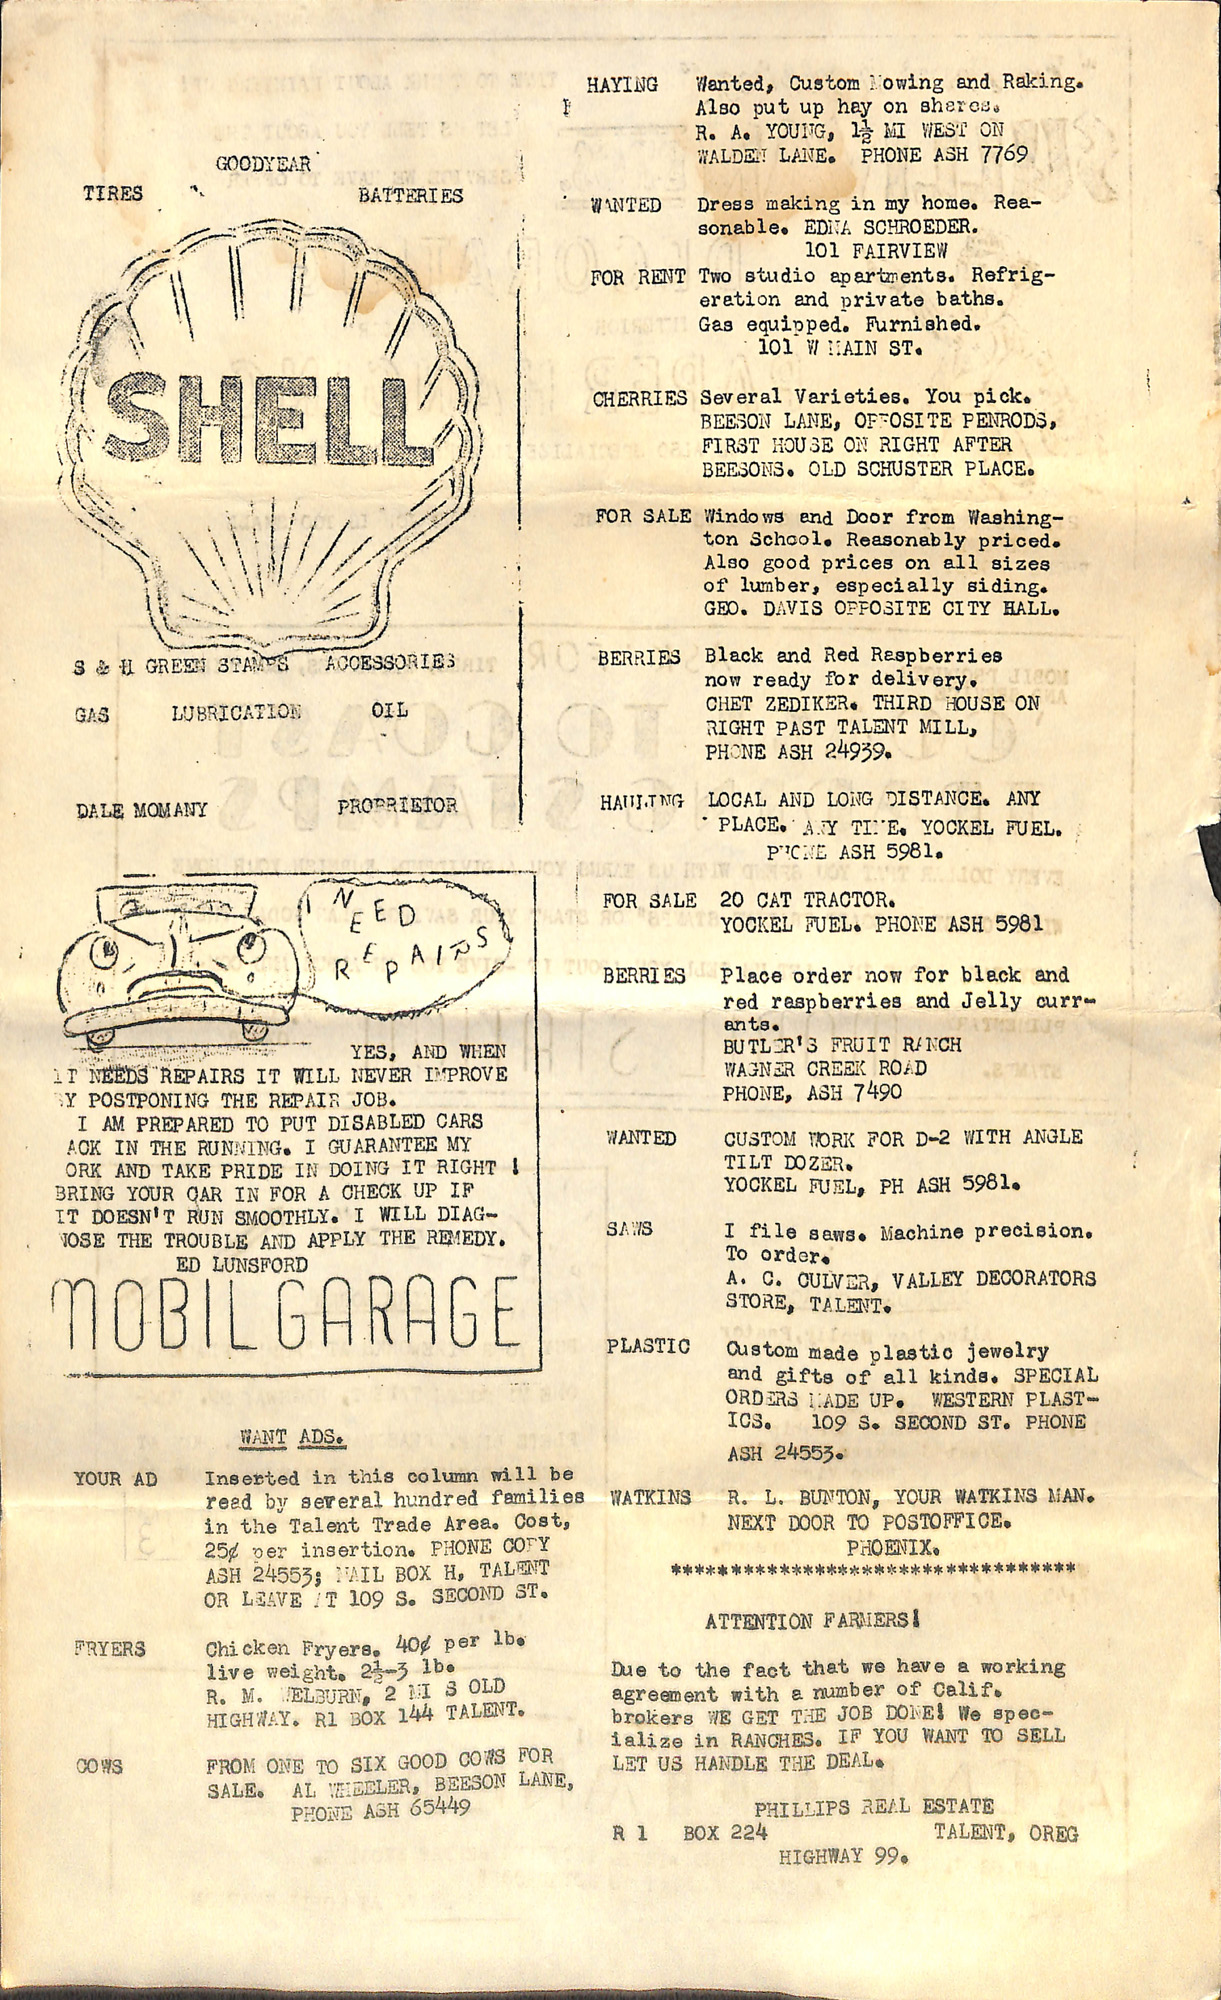 GOODYEAR
TIRES BATTERIES
SHELL
S & H GREEN STAMPS ACCESSORIES
GAS LUBRICATION OIL
DALE MOMANY PROPRIETOR
I NEED
REPAIRS
YES, AND WHEN
IT NEEDS REPAIRS IT WILL NEVER IMPROVE
BY POSTPONING THE REPAIR JOB.
I AM PREPARED TO PUT DISABLED CARS
ACK IN THE RUNNING. I GUARANTEE MY
ORK AND TAKE PRIDE IN DOING IT RIGHT !
BRING YOUR CAR IN FOR A CHECK UP IF
IT DOESN'T RUN SMOOTHLY. I WILL DIAG-
NOSE THE TROUBLE AND APPLY THE REMEDY.
ED LUNSFORD
MOBIL GARAGE
WANT ADS.
YOUR AD Inserted in this column will be
read by several hundred families
in the Talent Trade Area. Cost,
25¢ per insertion. PHONE COPY
ASH 24553; MAIL BOX H, TALENT
OR LEAVE AT 109 S. SECOND ST.
FRYERS Chicken Fryers. 40¢ per lb.
live weight. 2½-3 lb.
R. M. WELBURN, 2 MI S OLD
HIGHWAY. R1 BOX 144 TALENT.
COWS FROM ONE TO SIX GOOD COWS FOR
SALE. AL WHEELER, BEESON LANE,
PHONE ASH 65449
HAYING Wanted, Custom Mowing and Raking.
Also put up hay on shares.
R. A. YOUNG, 1½ MI WEST ON
WALDEN LANE. PHONE ASH 7769
WANTED Dress making in my home. Rea-
sonable. EDNA SCHROEDER.
101 FAIRVIEW
FOR RENT Two studio apartments. Refrig-
eration and private baths.
Gas equipped. Furnished.
101 W MAIN ST.
CHERRIES Several Varieties. You pick.
BEESON LANE, OPPOSITE PENRODS,
FIRST HOUSE ON RIGHT AFTER
BEESONS. OLD SCHUSTER PLACE.
FOR SALE Windows and Door from Washing-
ton School. Reasonably priced.
Also good prices on all sizes
of lumber, especially siding.
GEO. DAVIS OPPOSITE CITY HALL.
BERRIES Black and Red Raspberries
now ready for delivery.
CHET ZEDIKER. THIRD HOUSE ON
RIGHT PAST TALENT MILL,
PHONE ASH 24939.
HAULING LOCAL AND LONG DISTANCE. ANY
PLACE. ANY TIME. YOCKEL FUEL.
PHONE ASH 5981.
FOR SALE 20 CAT TRACTOR.
YOCKEL FUEL. PHONE ASH 5981
BERRIES Place order now for black and
red raspberries and Jelly curr-
ants.
BUTLER'S FRUIT RANCH
WAGNER CREEK ROAD
PHONE, ASH 7490
WANTED CUSTOM WORK FOR D-2 WITH ANGLE
TILT DOZER.
YOCKEL FUEL, PH ASH 5981.
SAWS I file saws. Machine precision.
To order.
A. C. CULVER, VALLEY DECORATORS
STORE, TALENT.
PLASTIC Custom made plastic jewelry
and gifts of all kinds. SPECIAL
ORDERS MADE UP. WESTERN PLAST-
ICS. 109 S. SECOND ST. PHONE
ASH 24553.
WATKINS R. L. BUNTON, YOUR WATKINS MAN.
NEXT DOOR TO POSTOFFICE.
PHOENIX.
**********************************
ATTENTION FARMERS!
Due to the fact that we have a working
agreement with a number of Calif.
brokers WE GET THE JOB DONE! We spec-
ialize in RANCHES. IF YOU WANT TO SELL
LET US HANDLE THE DEAL.
PHILLIPS REAL ESTATE
R 1 BOX 224 TALENT, OREG
HIGHWAY 99.